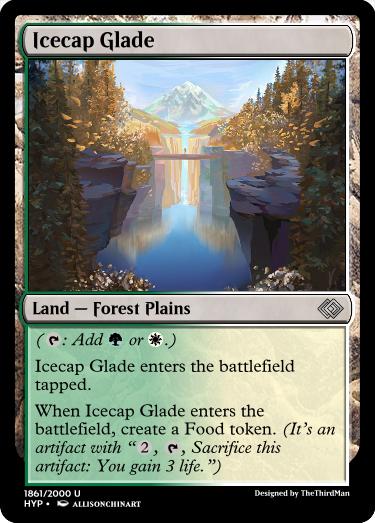 Icecap Glade
Land — Forest Plains
( : Add or .)
Icecap Glade enters the battlefield
tapped.
When Icecap Glade enters the
battlefield, create a Food token. (It's an
artifact with “2, , Sacrifice this
artifact: You gain 3 life.”)
1861/2000 U
Designed by TheThirdMan
HYP • ALLISONCHINART